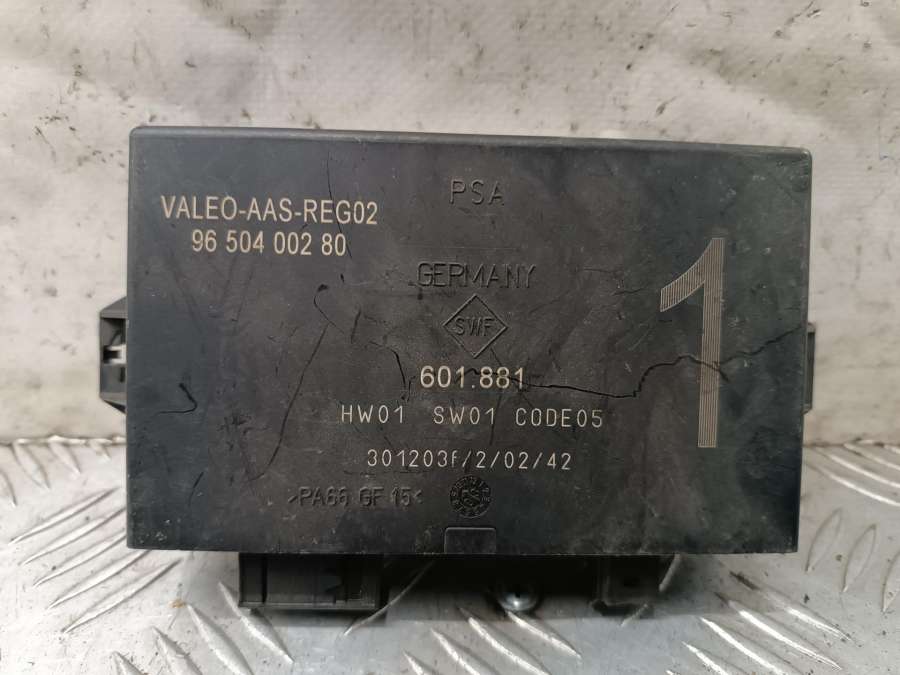 PSA
VALEO-AAS-REG02
96 504 002 80
GERMANY
SWF
1
601.881
HW01 SW01 CODE05
301203f/2/02/42
>PA66 GF 15<